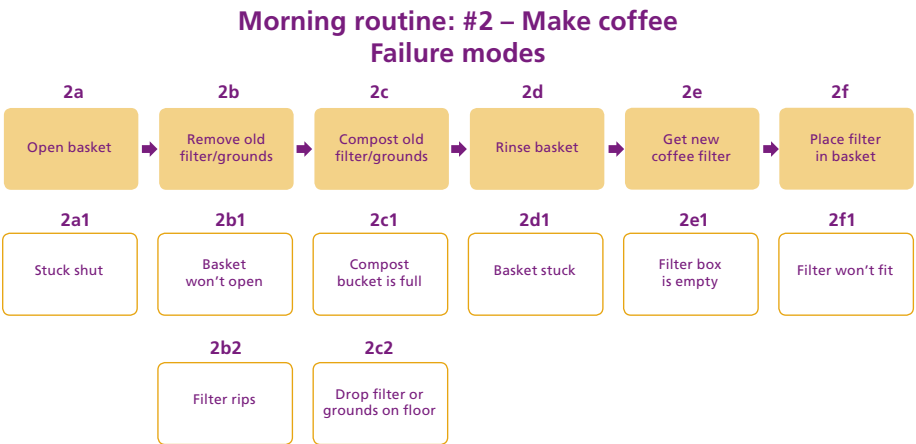 Morning routine: #2 – Make coffee
Failure modes
2a
2b
2c
2d
2e
2f
Open basket
Remove old
filter/grounds
Compost old
filter/grounds
Rinse basket
Get new
coffee filter
Place filter
in basket
2a1
2b1
2c1
2d1
2e1
2f1
Stuck shut
Basket
won’t open
Compost
bucket is full
Basket stuck
Filter box
is empty
Filter won’t fit
2b2
2c2
Filter rips
Drop filter or
grounds on floor